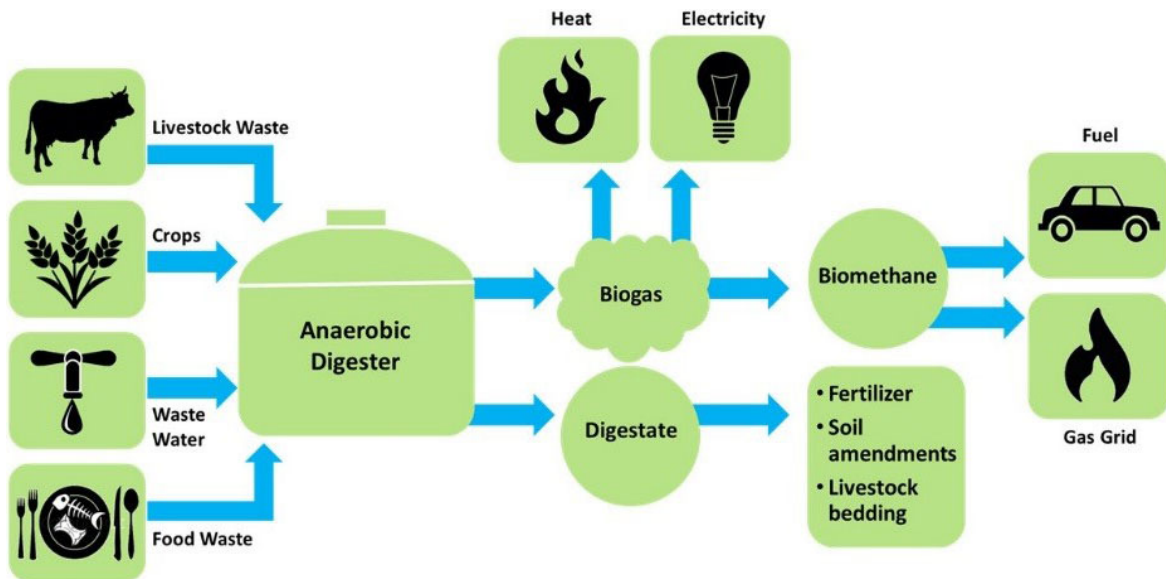 Heat
Electricity
Livestock Waste
Crops
Waste
Water
Food Waste
Anaerobic
Digester
Biogas
Digestate
Biomethane
• Fertilizer
• Soil
amendments
• Livestock
bedding
Fuel
Gas Grid